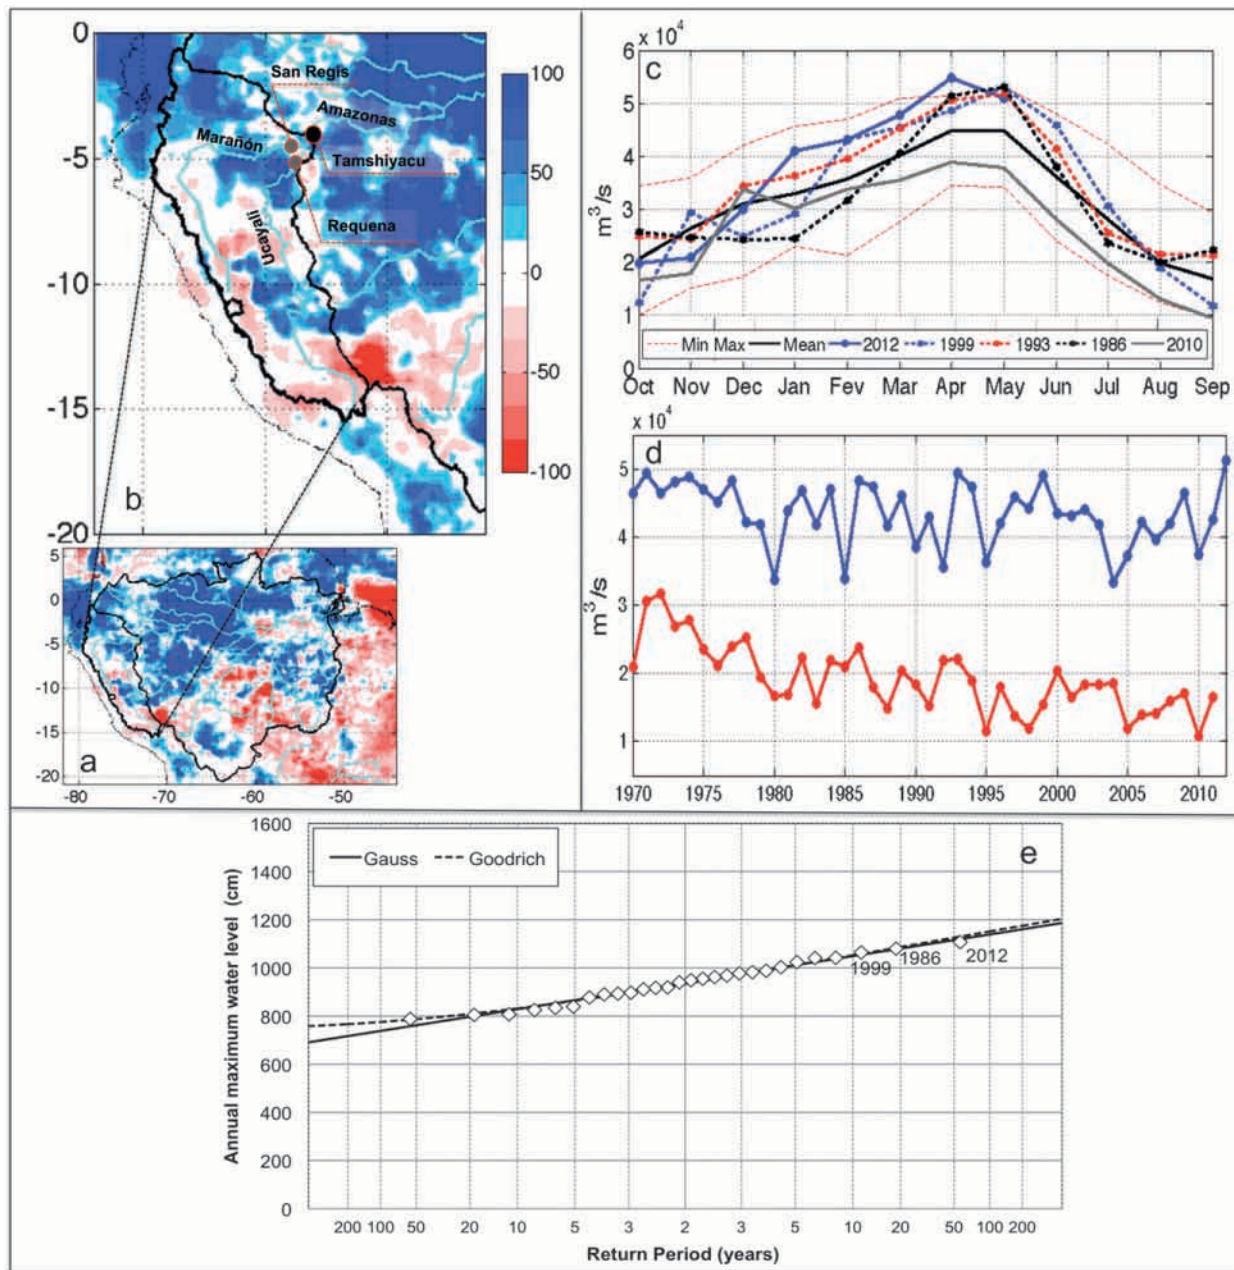 0
-5
-10
-15
-20
San Regis
Amazonas
Marañón
Tamshiyacu
Ucayali
Requena
b
100
50
-0
-50
-100
5
0
-5
-10
-15
-20
a
-80 -70 -60 -50
x 10⁴
6
5
4
3
2
1
0
m³/s
c
Min Max Mean 2012 1999 1993 1986 2010
Oct Nov Dec Jan Fev Mar Apr May Jun Jul Aug Sep
x 10⁴
5
4
3
2
1
m³/s
d
1970 1975 1980 1985 1990 1995 2000 2005 2010
Annual maximum water level (cm)
1600
1400
1200
1000
800
600
400
200
0
Gauss Goodrich
e
1999 1986 2012
200 100 50 20 10 5 3 2 3 5 10 20 50 100 200
Return Period (years)